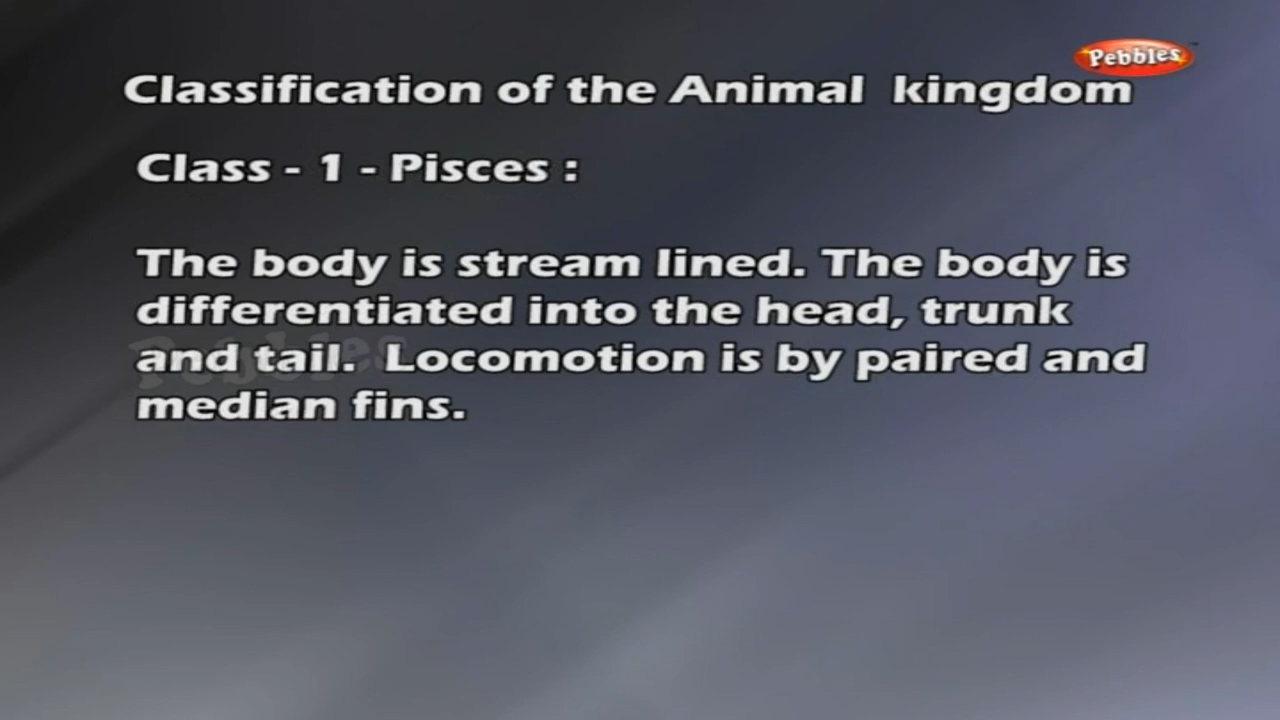 Pebbles
Classification of the Animal kingdom
Class - 1 - Pisces :
The body is stream lined. The body is
differentiated into the head, trunk
and tail. Locomotion is by paired and
median fins.
Pebbles